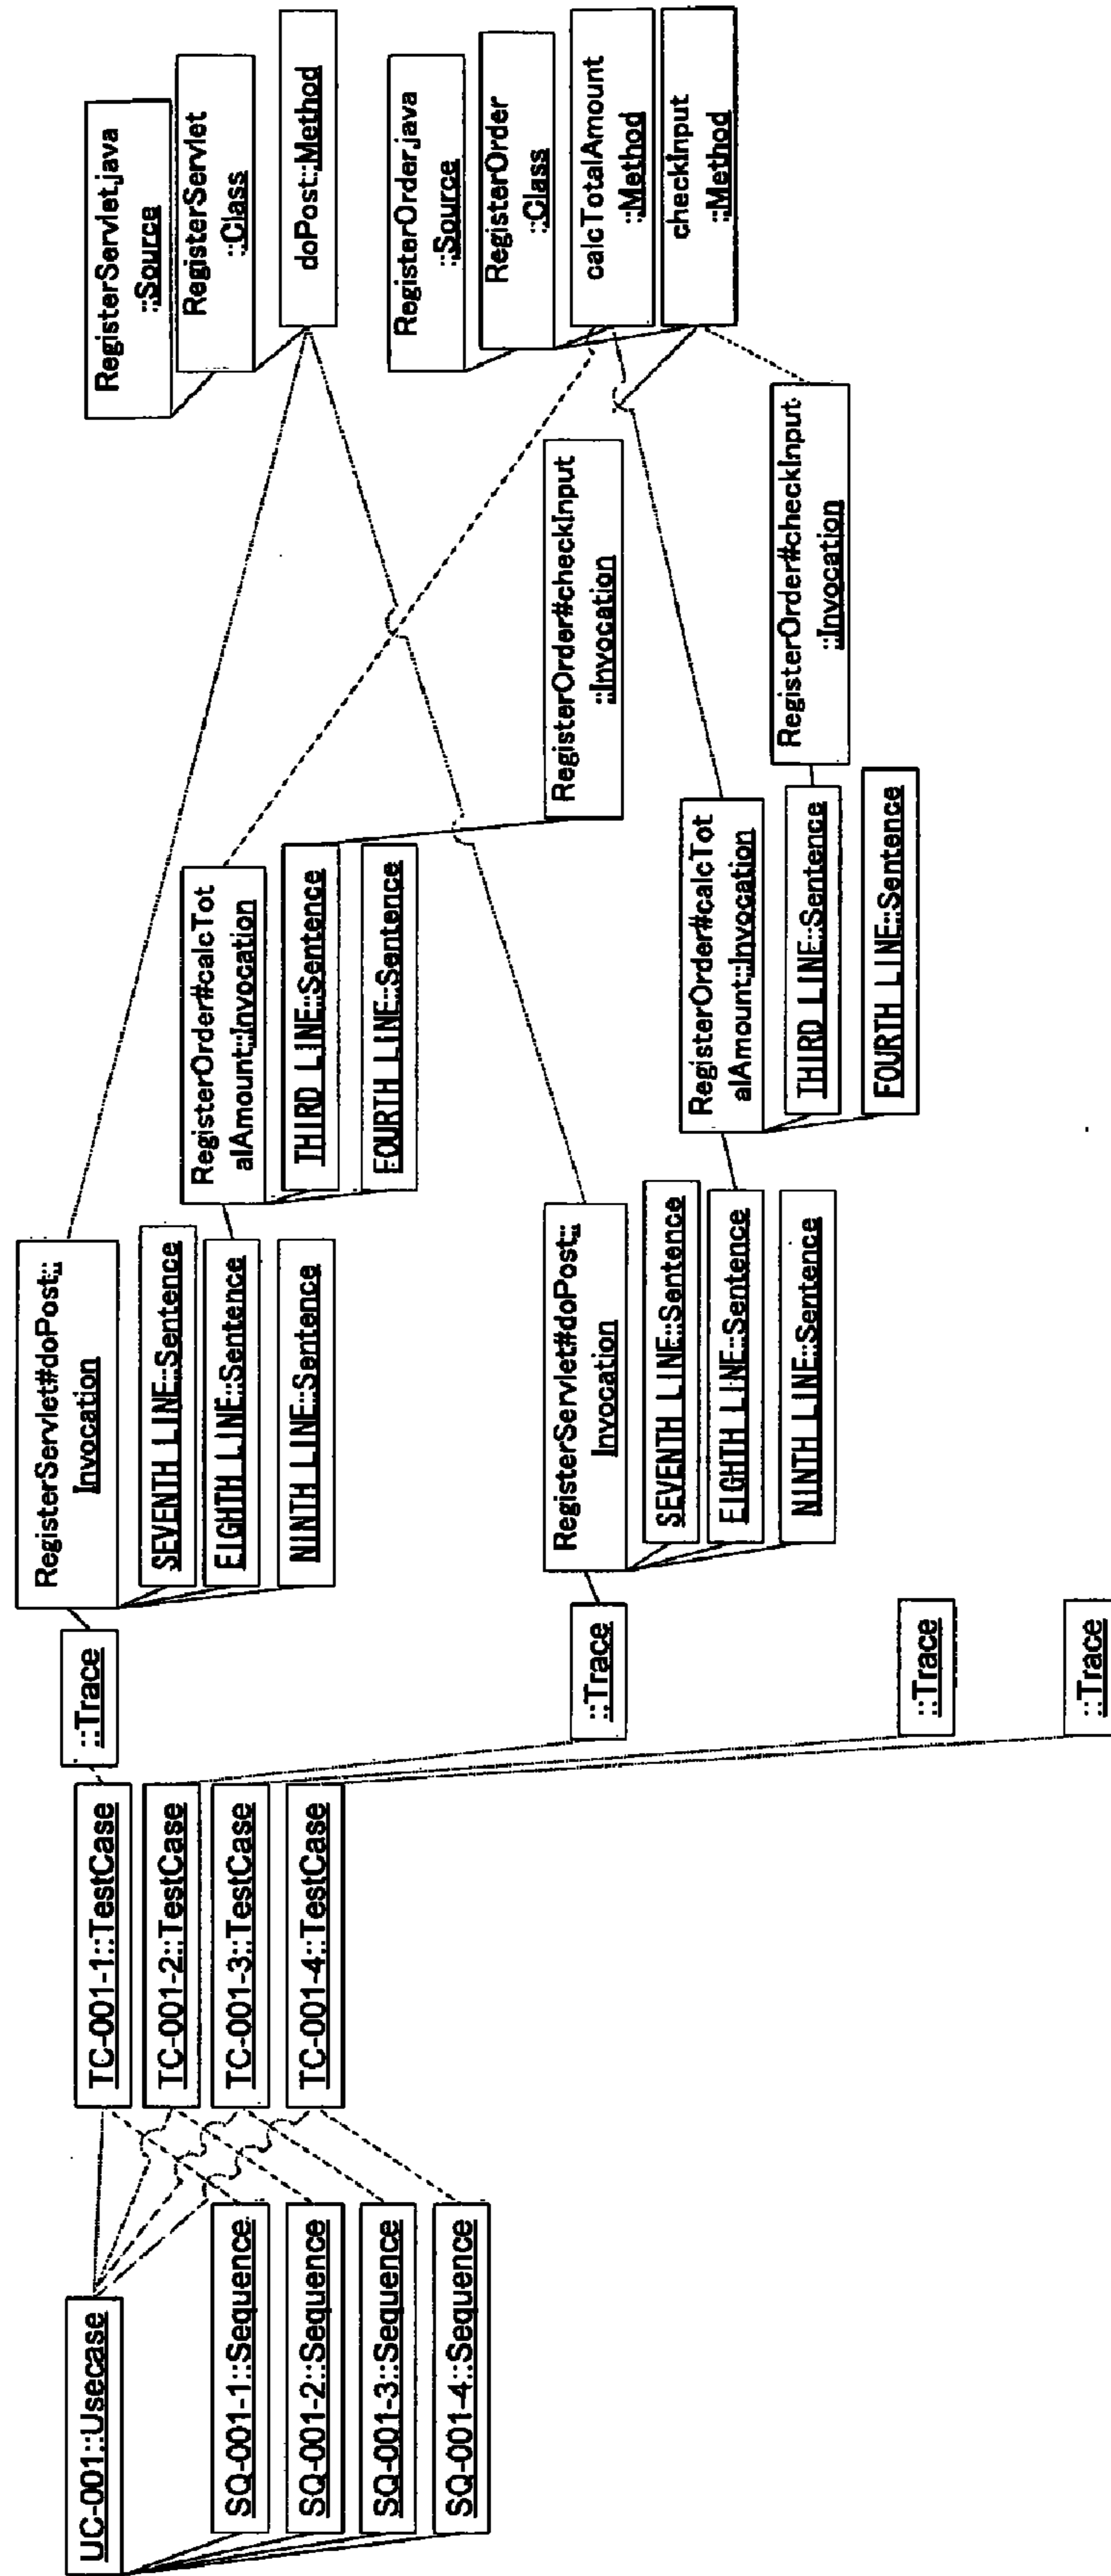 UC-001::Usecase
SQ-001-1::Sequence
SQ-001-2::Sequence
SQ-001-3::Sequence
SQ-001-4::Sequence
TC-001-1::TestCase
TC-001-2::TestCase
TC-001-3::TestCase
TC-001-4::TestCase
::Trace
::Trace
::Trace
::Trace
RegisterServlet#doPost::
Invocation
SEVENTH LINE::Sentence
EIGHTH LINE::Sentence
NINTH LINE::Sentence
RegisterServlet#doPost::
Invocation
SEVENTH LINE::Sentence
EIGHTH LINE::Sentence
NINTH LINE::Sentence
RegisterOrder#calcTot
alAmount::Invocation
THIRD LINE::Sentence
FOURTH LINE::Sentence
RegisterOrder#calcTot
alAmount::Invocation
THIRD LINE::Sentence
FOURTH LINE::Sentence
RegisterOrder#checkInput
::Invocation
RegisterOrder#checkInput
::Invocation
RegisterServlet.java
::Source
RegisterServlet
::Class
doPost::Method
RegisterOrder.java
::Source
RegisterOrder
::Class
calcTotalAmount
::Method
checkInput
::Method